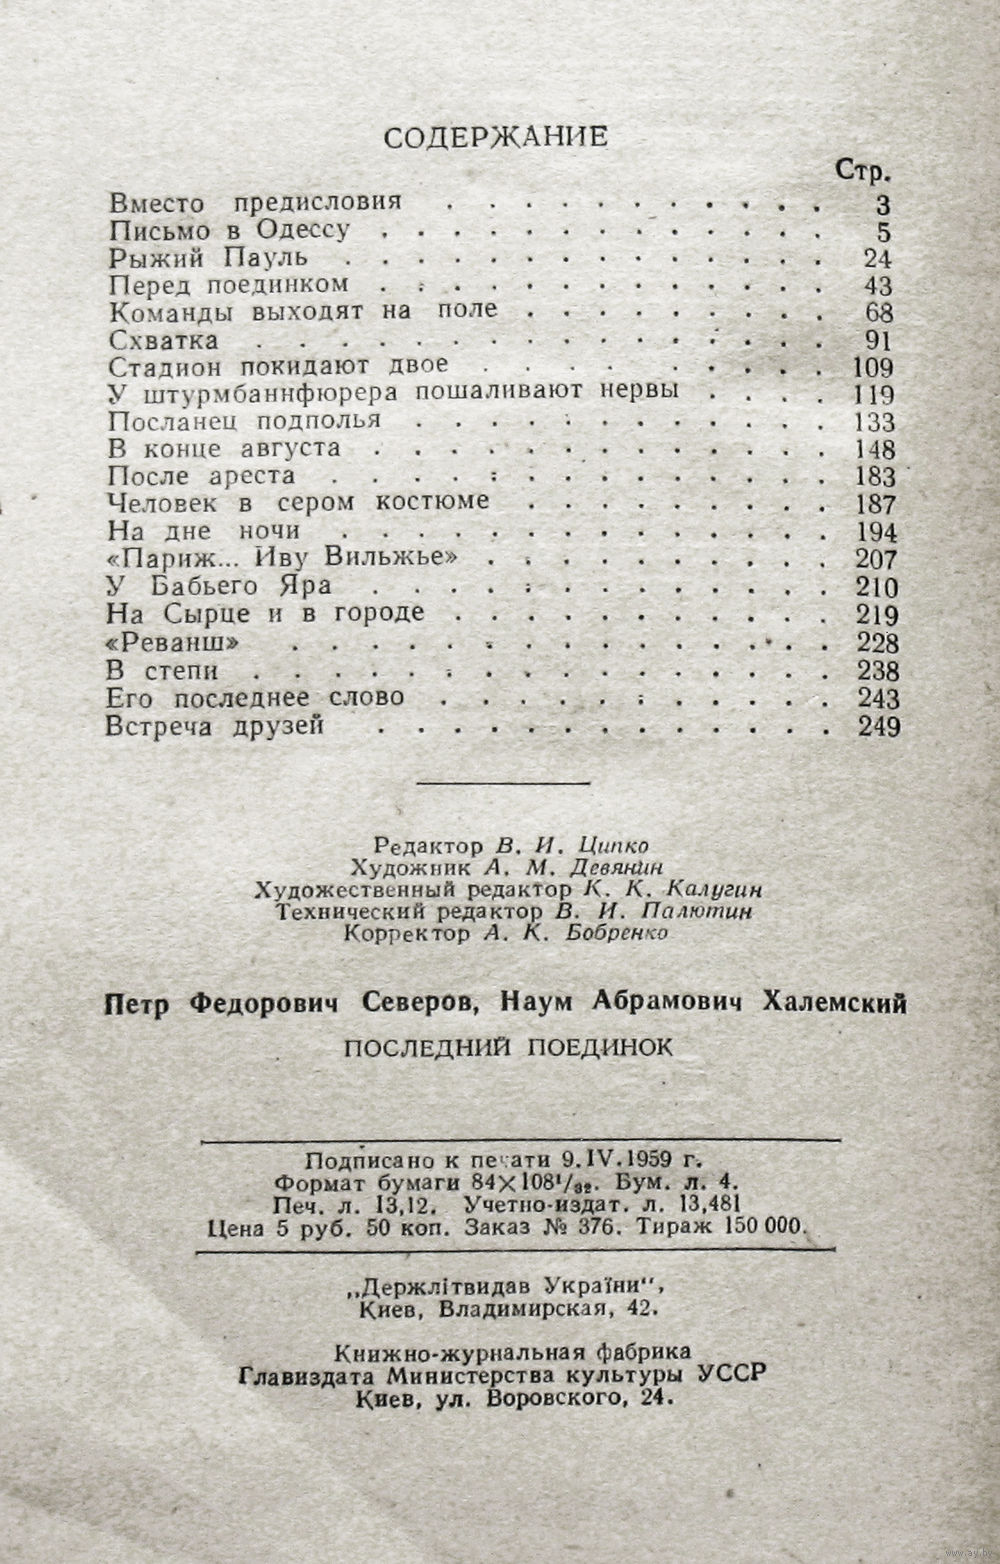 СОДЕРЖАНИЕ
Стр.
Вместо предисловия . . . . . . . . . . . 3
Письмо в Одессу . . . . . . . . . . . . . 5
Рыжий Пауль . . . . . . . . . . . . . . 24
Перед поединком . . . . . . . . . . . . . 43
Команды выходят на поле . . . . . . . . . 68
Схватка . . . . . . . . . . . . . . . . 91
Стадион покидают двое . . . . . . . . . 109
У штурмбаннфюрера пошаливают нервы . . . . 119
Посланец подполья . . . . . . . . . . . . 133
В конце августа . . . . . . . . . . . . . 148
После ареста . . . . . . . . . . . . . . 183
Человек в сером костюме . . . . . . . . . 187
На дне ночи . . . . . . . . . . . . . . 194
«Париж... Иву Вильжье» . . . . . . . . . . 207
У Бабьего Яра . . . . . . . . . . . . . 210
На Сырце и в городе . . . . . . . . . . . 219
«Реванш» . . . . . . . . . . . . . . . 228
В степи . . . . . . . . . . . . . . . . 238
Его последнее слово . . . . . . . . . . . 243
Встреча друзей . . . . . . . . . . . . . 249
Редактор В. И. Ципко
Художник А. М. Девянин
Художественный редактор К. К. Калугин
Технический редактор В. И. Палютин
Корректор А. К. Бобренко
Петр Федорович Северов, Наум Абрамович Халемский
ПОСЛЕДНИЙ ПОЕДИНОК
Подписано к печати 9.IV.1959 г.
Формат бумаги 84×108¹/₃₂. Бум. л. 4.
Печ. л. 13,12. Учетно-издат. л. 13,481
Цена 5 руб. 50 коп. Заказ № 376. Тираж 150 000.
„Держлітвидав України“,
Киев, Владимирская, 42.
Книжно-журнальная фабрика
Главиздата Министерства культуры УССР
Киев, ул. Воровского, 24.
www.ay.by